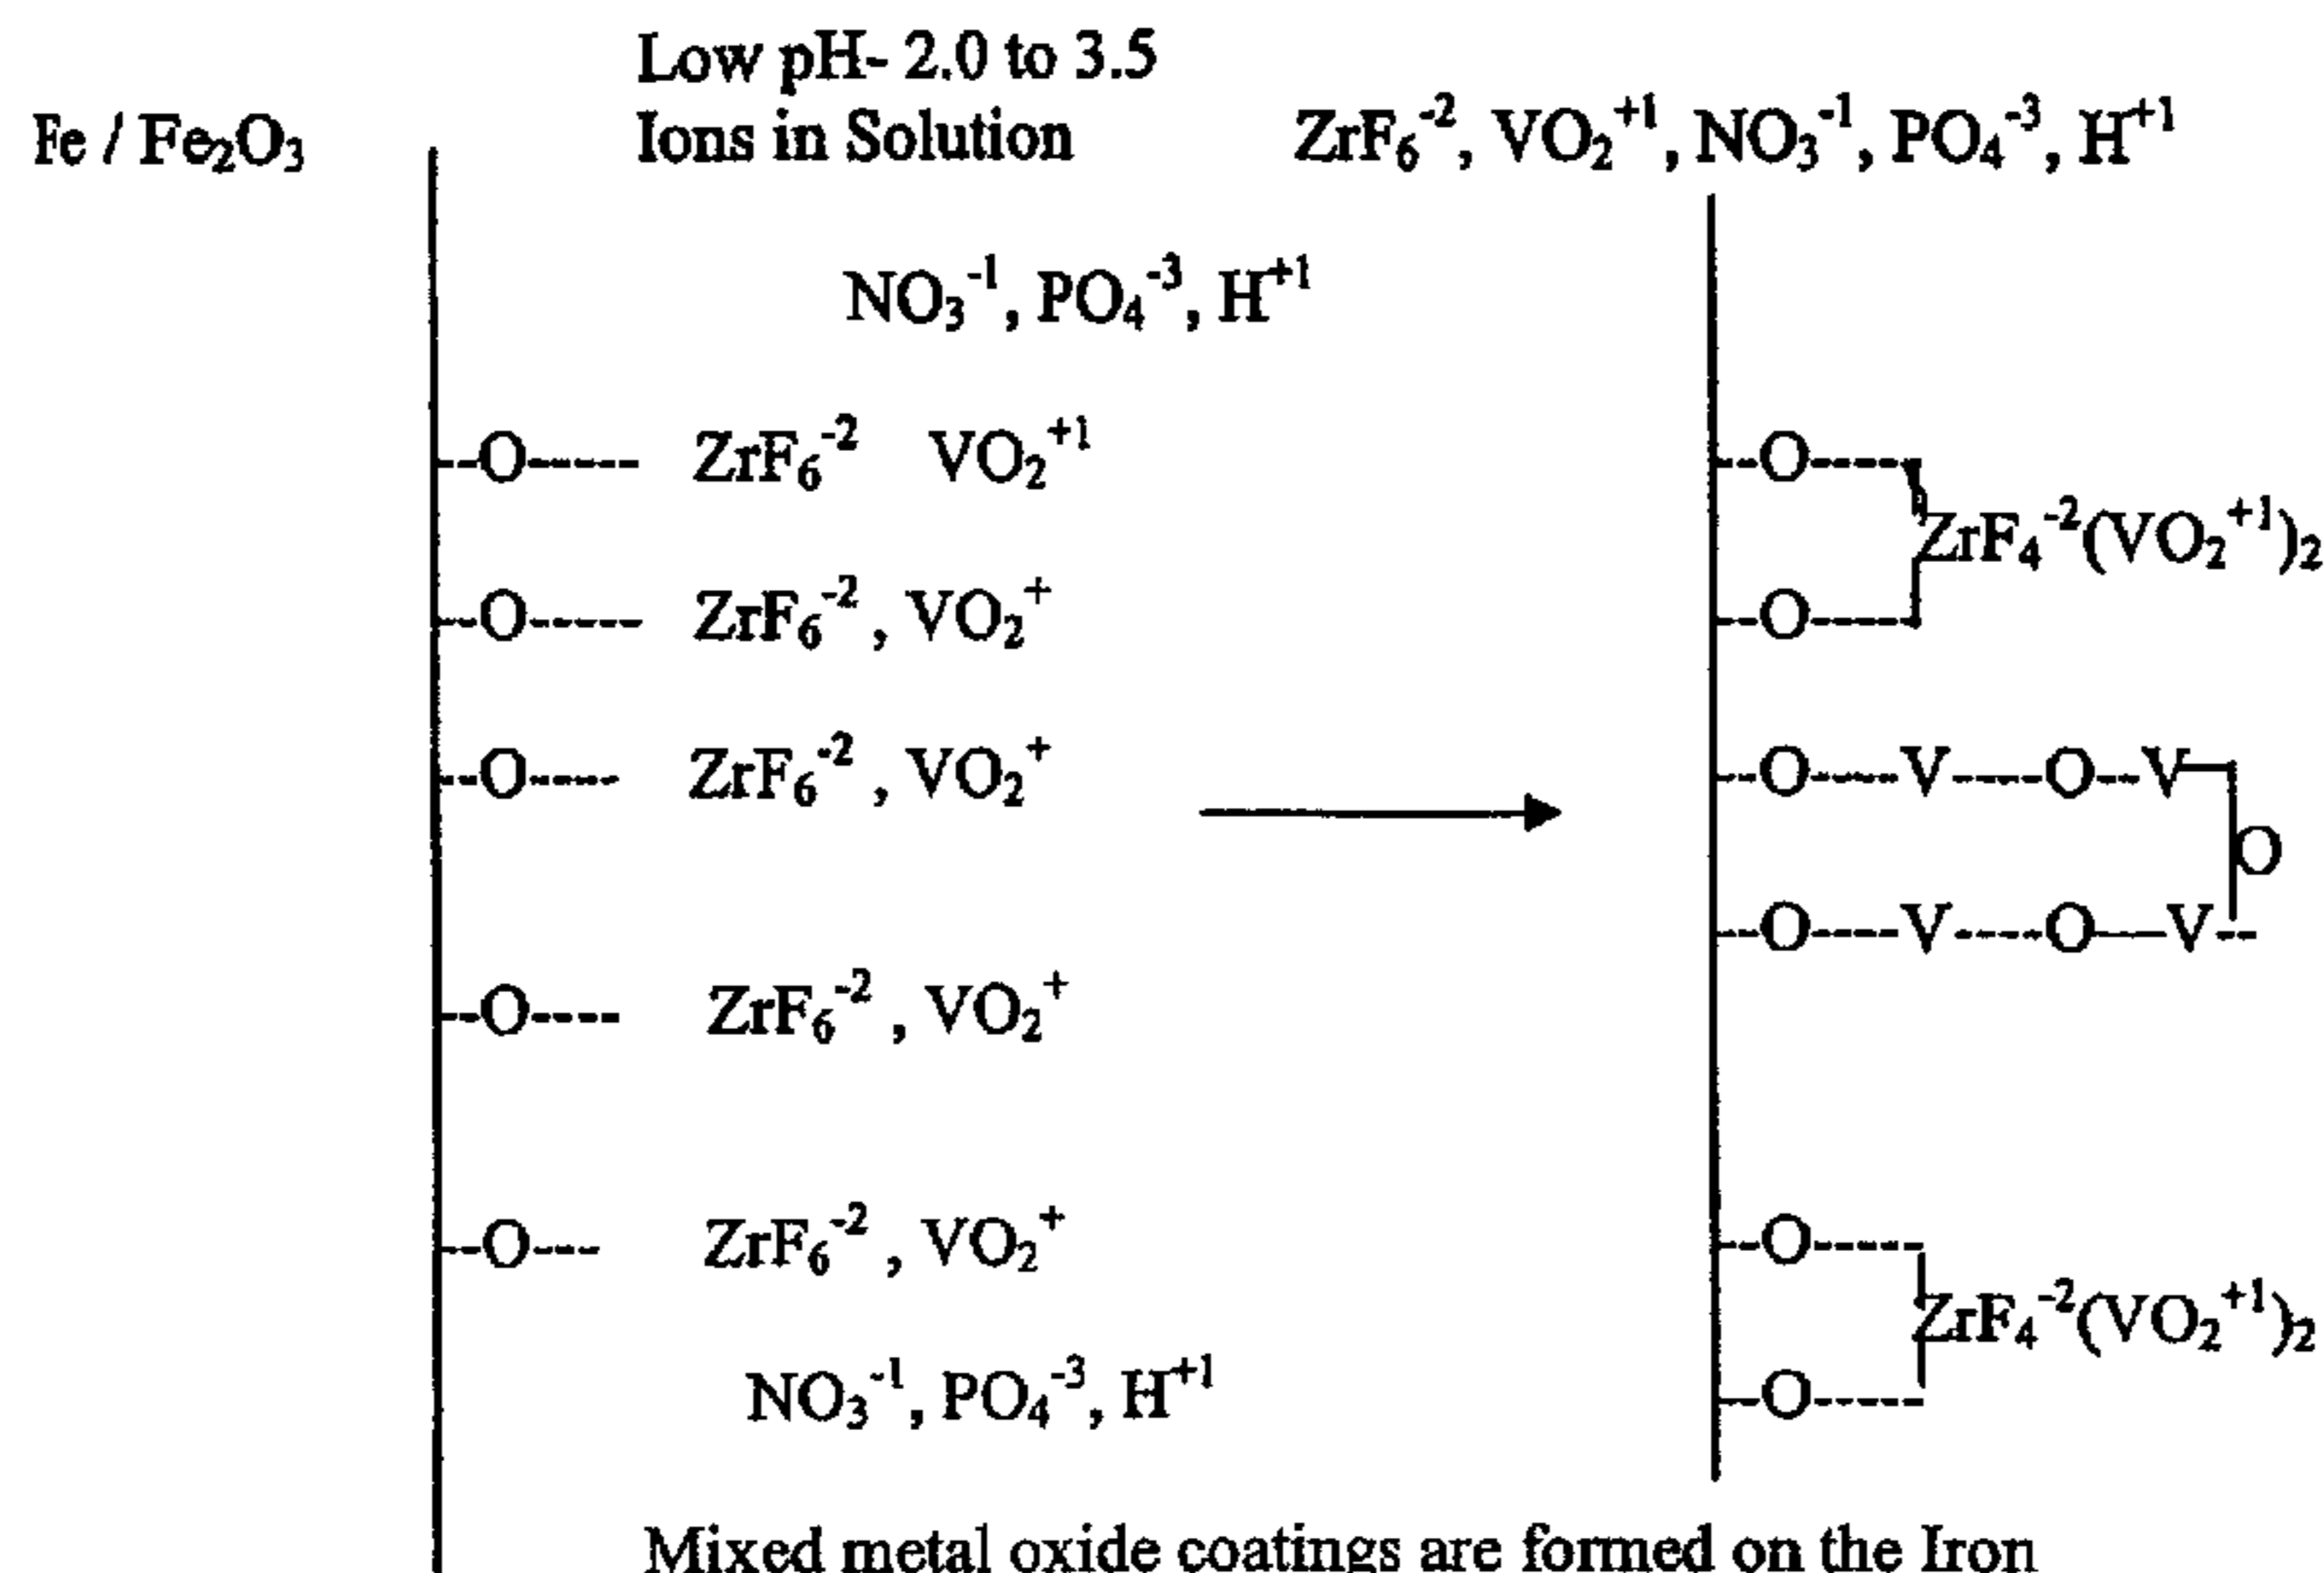 Low pH- 2.0 to 3.5
Fe / Fe₂O₃ Ions in Solution ZrF₆⁻², VO₂⁺¹, NO₃⁻¹, PO₄⁻³, H⁺¹
NO₃⁻¹, PO₄⁻³, H⁺¹
--O------ ZrF₆⁻² VO₂⁺¹ --O------
ZrF₄⁻²(VO₂⁺¹)₂
--O------ ZrF₆⁻², VO₂⁺ --O------
--O----- ZrF₆⁻², VO₂⁺ --O-----V-----O--V
O
--O-----V-----O—V--
--O----- ZrF₆⁻², VO₂⁺
--O--- ZrF₆⁻², VO₂⁺ --O------
ZrF₄⁻²(VO₂⁺¹)₂
NO₃⁻¹, PO₄⁻³, H⁺¹ --O------
Mixed metal oxide coatings are formed on the Iron